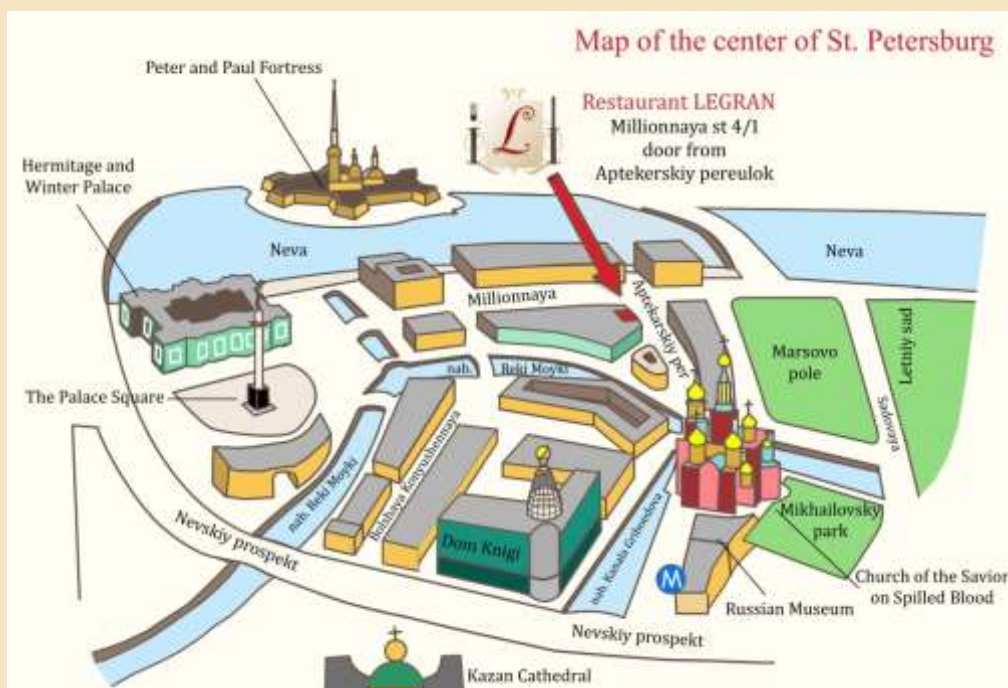 Map of the center of St. Petersburg
Peter and Paul Fortress
L
Restaurant LEGRAN
Millionnaya st 4/1
door from
Aptekerskiy pereulok
Hermitage and
Winter Palace
Neva
Neva
Miillionnaya
Aptekarskiy per
Marsovo
pole
Letniy sad
Sadovaya
nab.
Reki Moyki
The Palace Square
nab. Reki Moyki
Bolshaya Konyushennaya
Dom Knigi
nab. Kanala Griboedova
Mikhailovsky
park
Nevskiy prospekt
M
Church of the Savior
on Spilled Blood
Russian Museum
Nevskiy prospekt
Kazan Cathedral